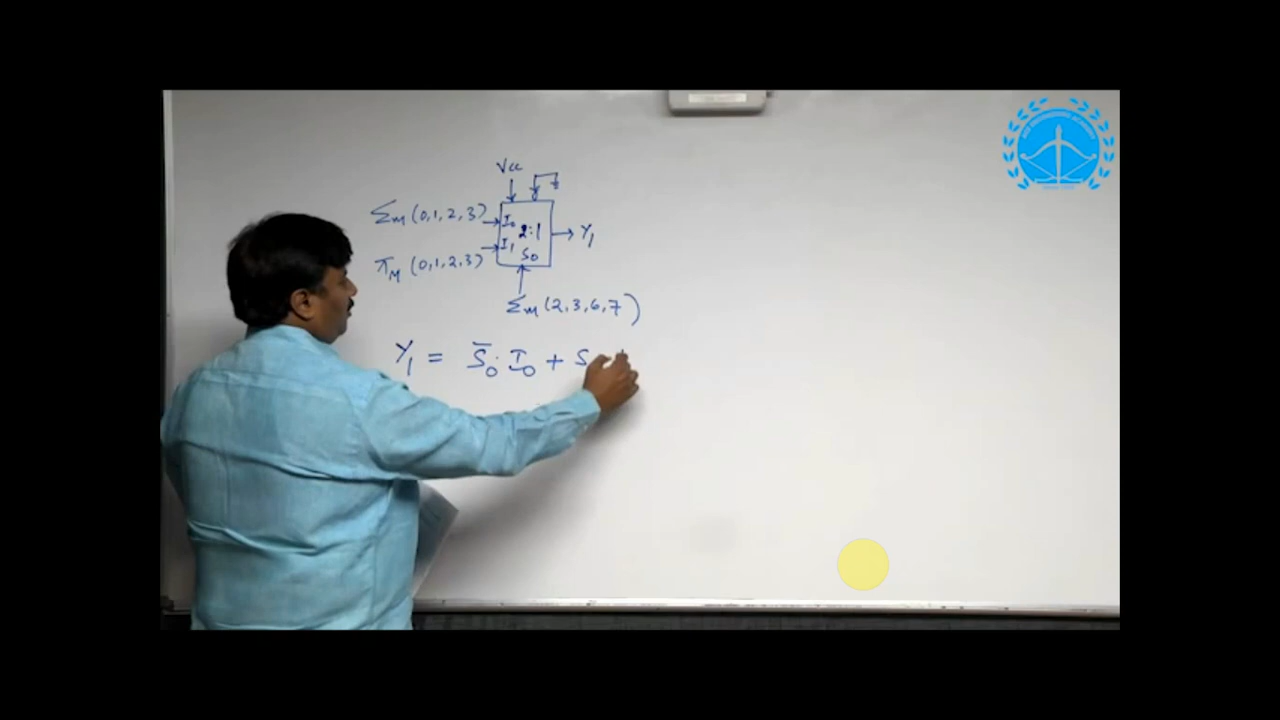 Vcc
Σm (0,1,2,3)
I0
2:1
Y1
πM (0,1,2,3)
I1
S0
Σm (2,3,6,7)
Y1 = S̅0 · I0 + S